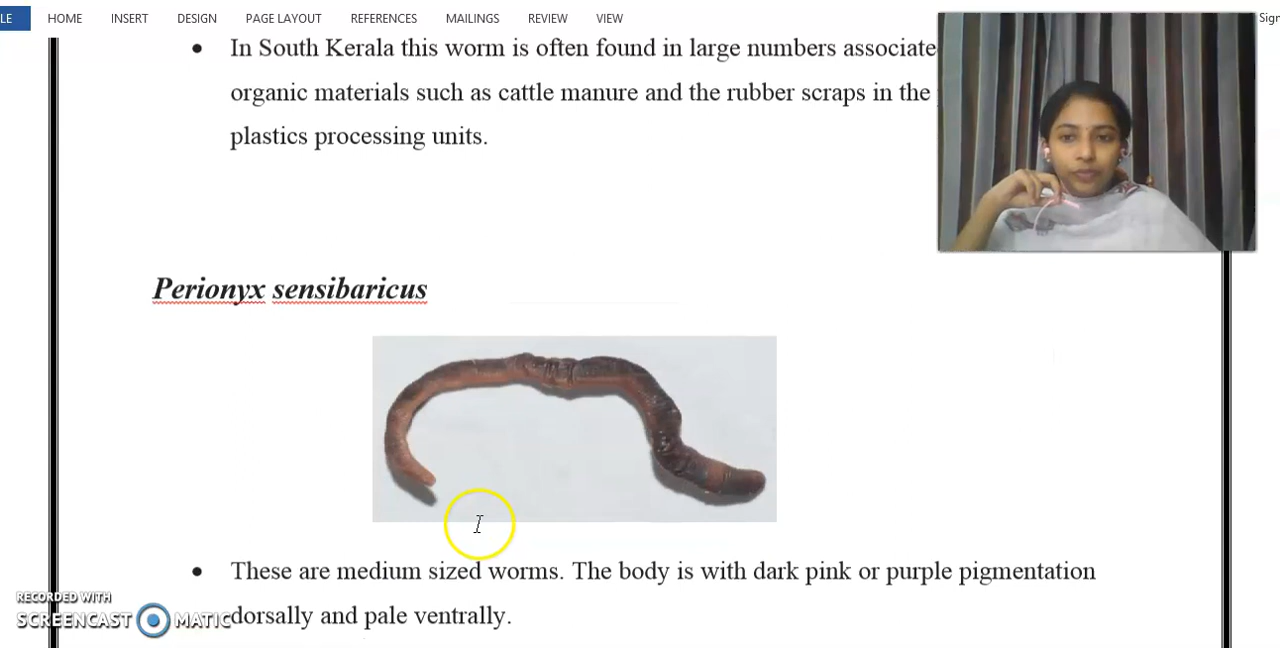 LE HOME INSERT DESIGN PAGE LAYOUT REFERENCES MAILINGS REVIEW VIEW Sign
In South Kerala this worm is often found in large numbers associate
organic materials such as cattle manure and the rubber scraps in the
plastics processing units.
Perionyx sensibaricus
These are medium sized worms. The body is with dark pink or purple pigmentation
dorsally and pale ventrally.
RECORDED WITH
SCREENCAST MATIC